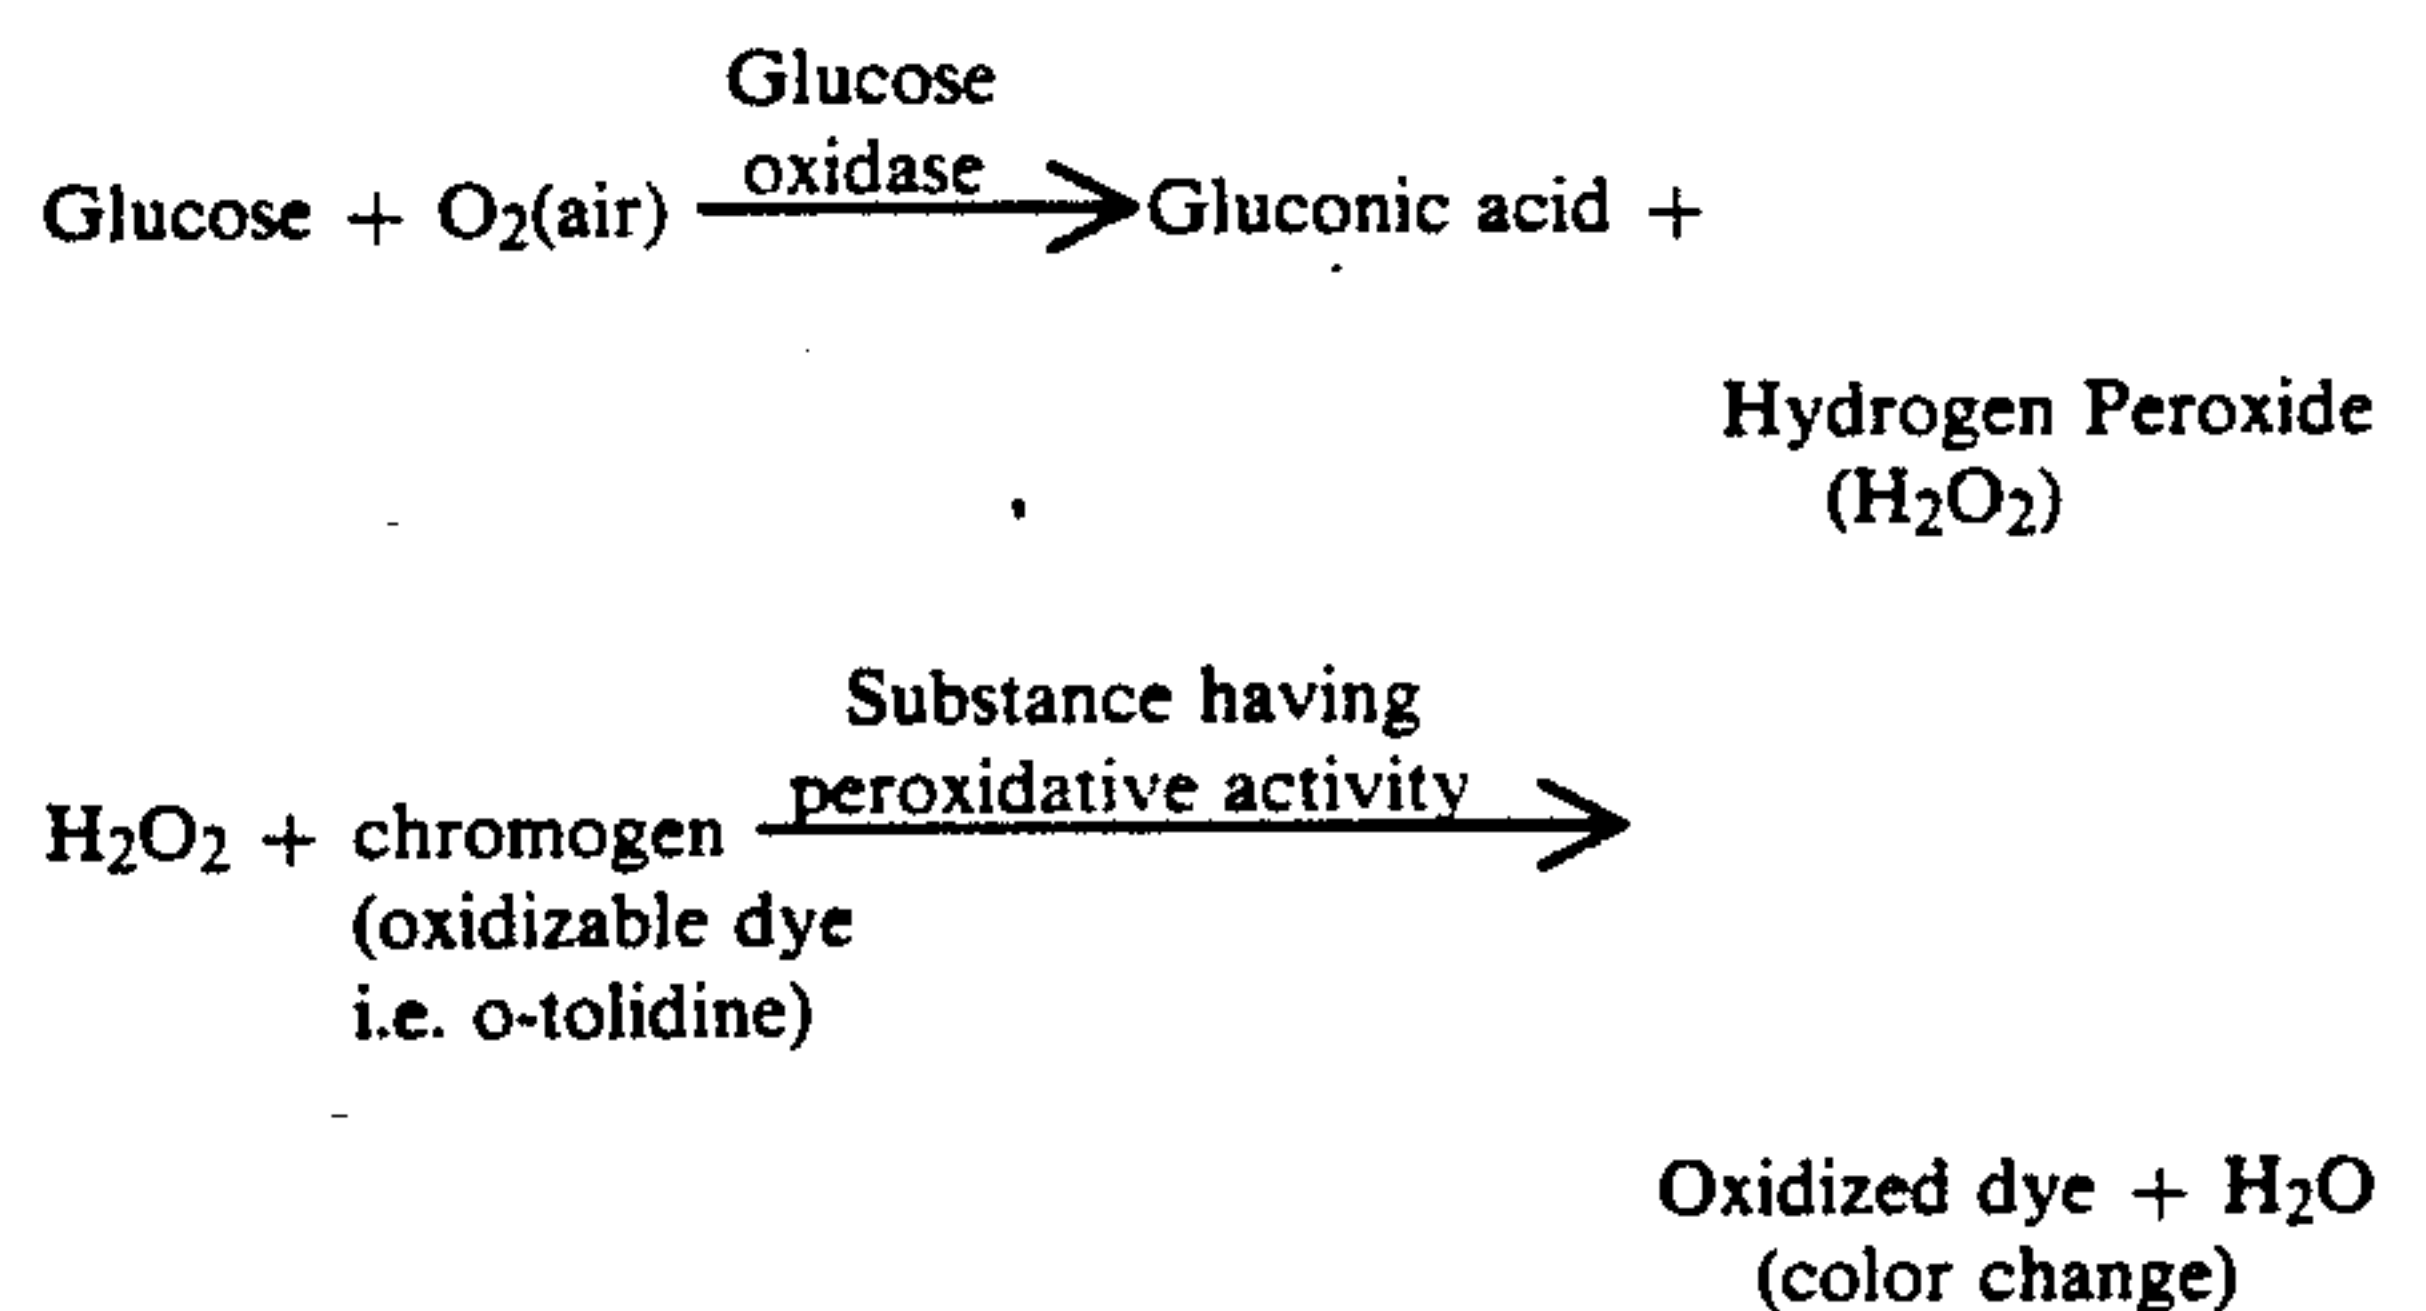 Glucose
oxidase
Glucose + O₂(air) Gluconic acid +
Hydrogen Peroxide
(H₂O₂)
Substance having
peroxidative activity
H₂O₂ + chromogen
(oxidizable dye
i.e. o-tolidine)
Oxidized dye + H₂O
(color change)